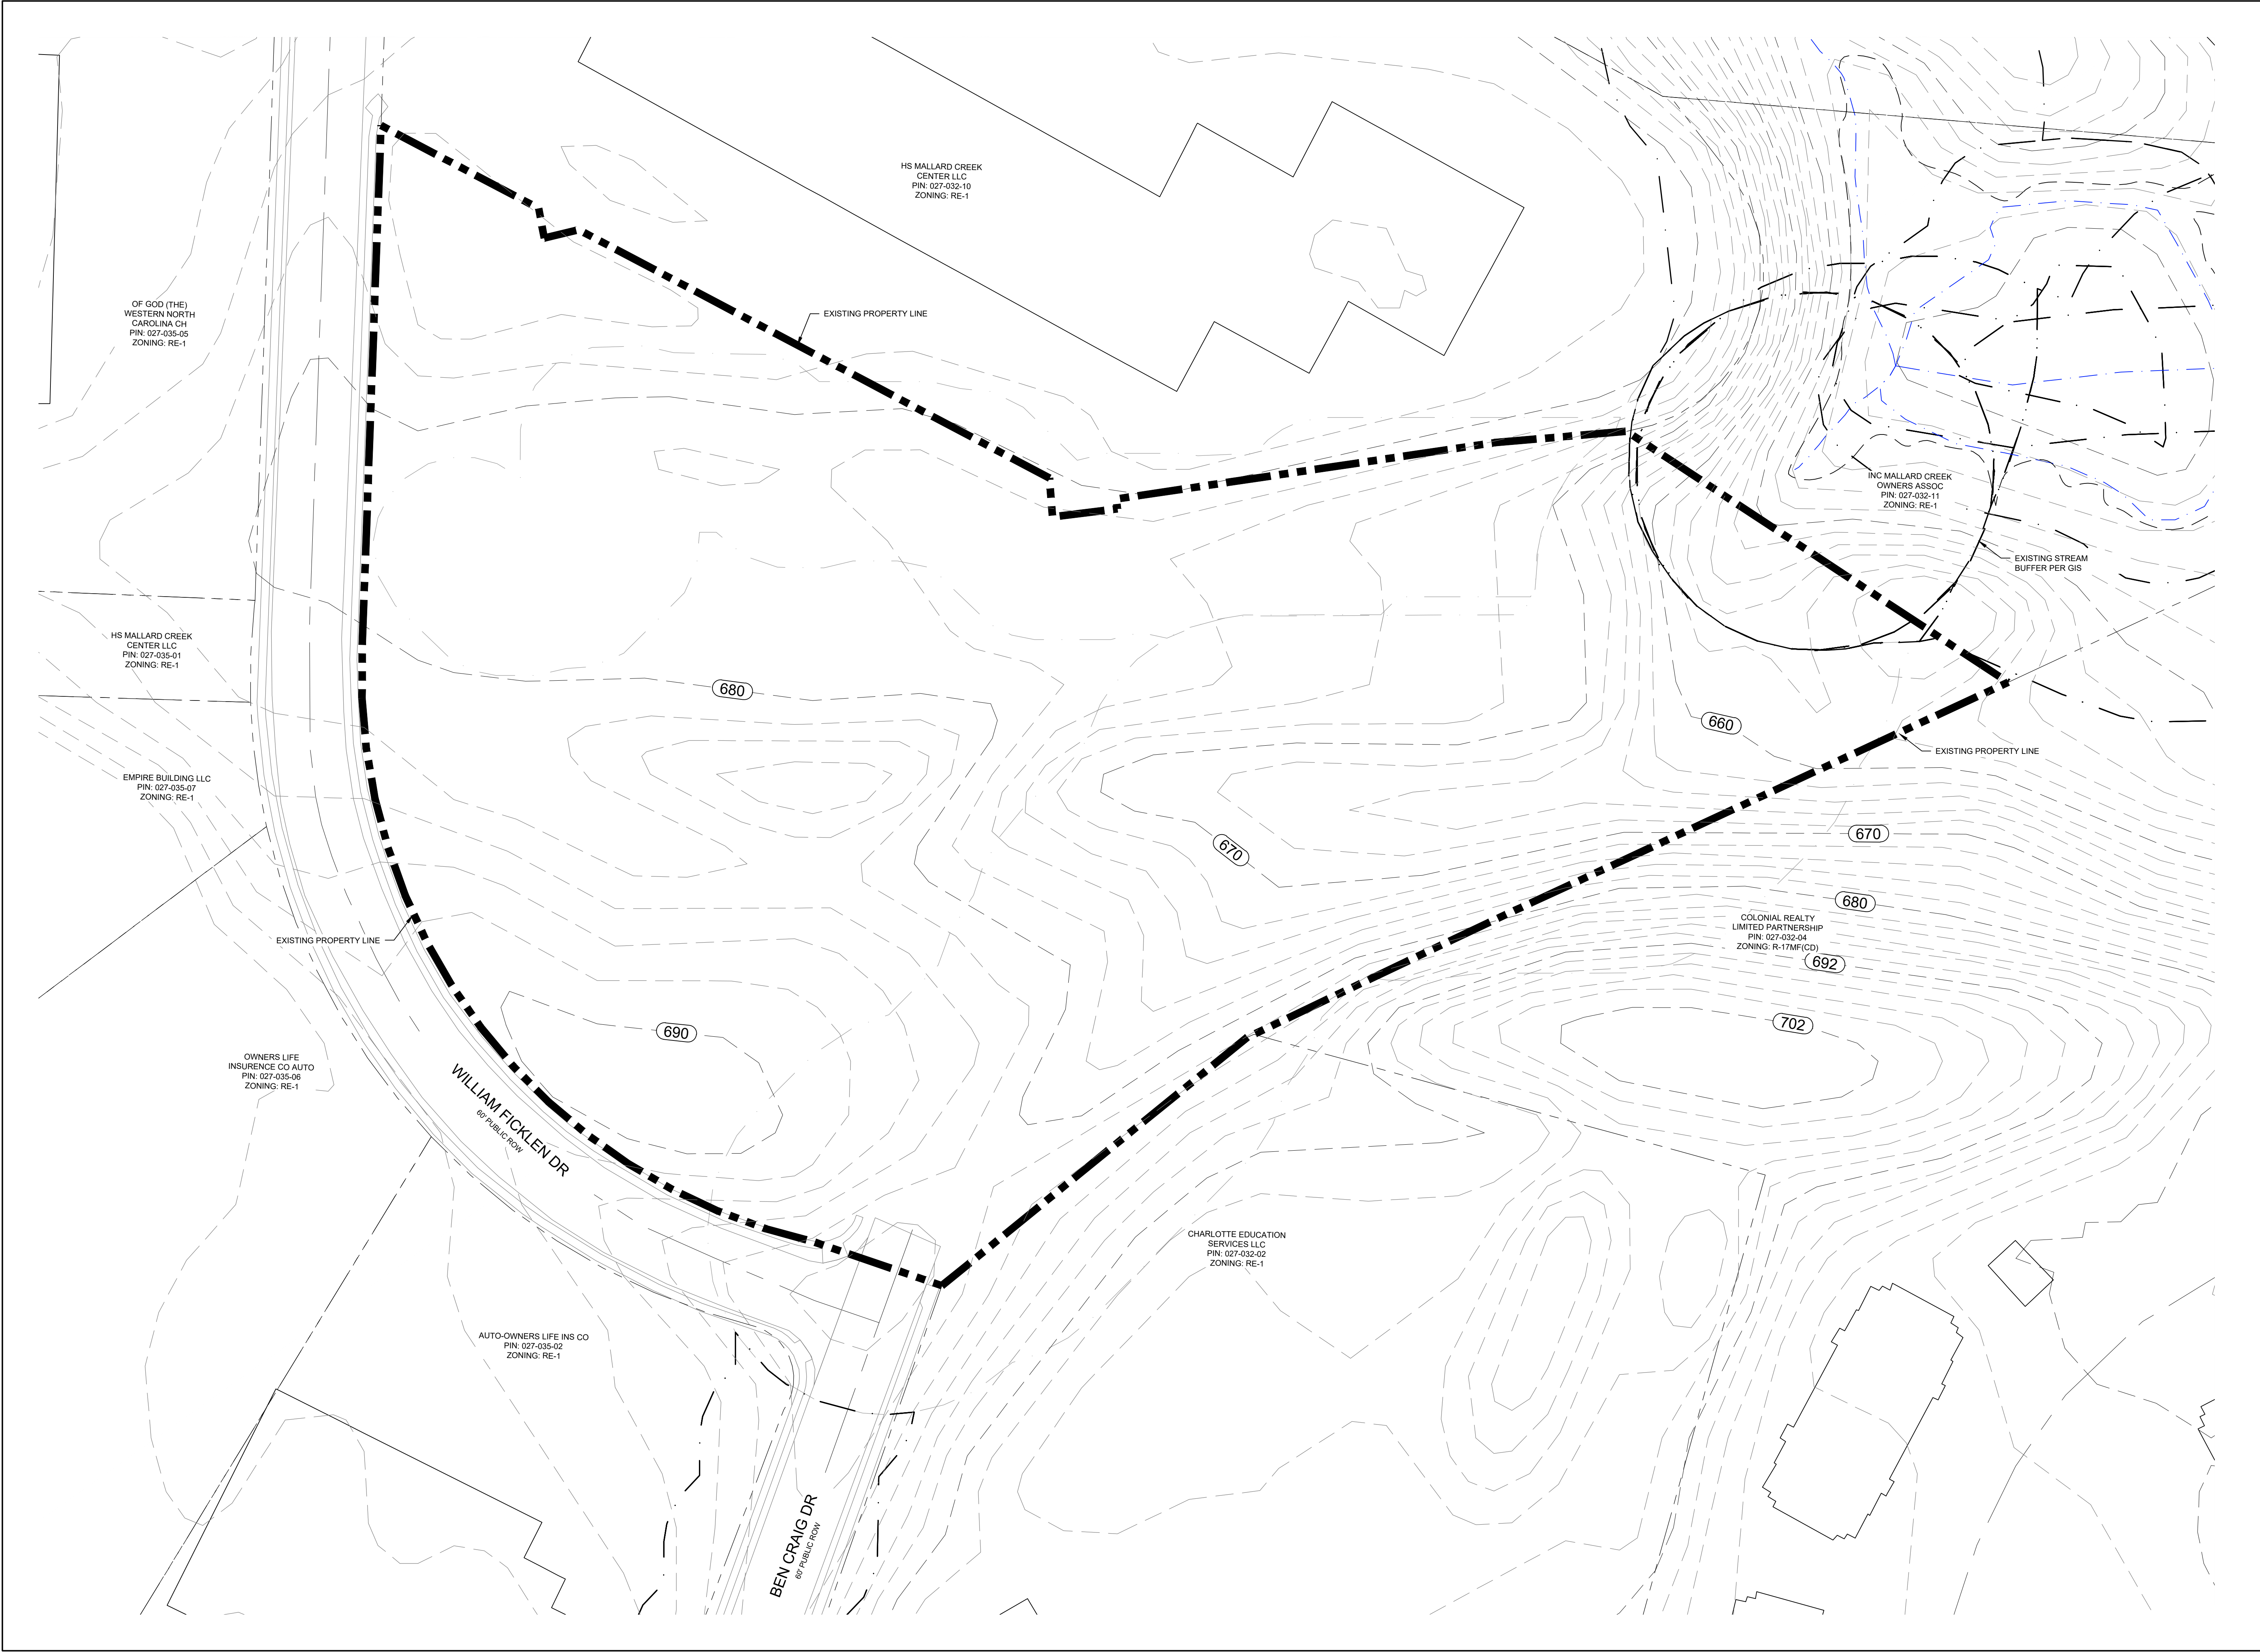 HS MALLARD CREEK
CENTER LLC
PIN: 027-032-10
ZONING: RE-1
OF GOD (THE)
WESTERN NORTH
CAROLINA CH
PIN: 027-035-05
ZONING: RE-1
EXISTING PROPERTY LINE
INC MALLARD CREEK
OWNERS ASSOC
PIN: 027-032-11
ZONING: RE-1
EXISTING STREAM
BUFFER PER GIS
HS MALLARD CREEK
CENTER LLC
PIN: 027-035-01
ZONING: RE-1
680
660
EXISTING PROPERTY LINE
EMPIRE BUILDING LLC
PIN: 027-035-07
ZONING: RE-1
670
670
680
COLONIAL REALTY
LIMITED PARTNERSHIP
PIN: 027-032-04
ZONING: R-17MF(CD)
692
EXISTING PROPERTY LINE
690
702
OWNERS LIFE
INSURENCE CO AUTO
PIN: 027-035-06
ZONING: RE-1
WILLIAM FICKLEN DR
60' PUBLIC ROW
CHARLOTTE EDUCATION
SERVICES LLC
PIN: 027-032-02
ZONING: RE-1
AUTO-OWNERS LIFE INS CO
PIN: 027-035-02
ZONING: RE-1
BEN CRAIG DR
60' PUBLIC ROW